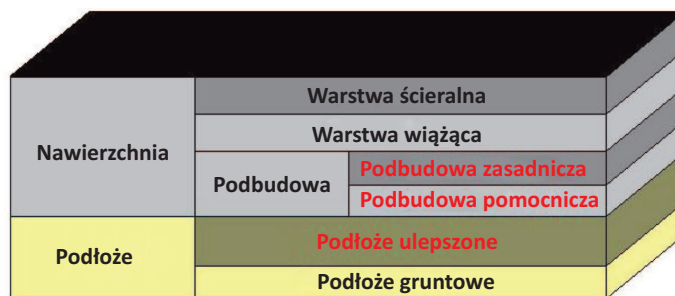 Warstwa ścieralna
Warstwa wiążąca
Nawierzchnia
Podbudowa
Podbudowa zasadnicza
Podbudowa pomocnicza
Podłoże
Podłoże ulepszone
Podłoże gruntowe